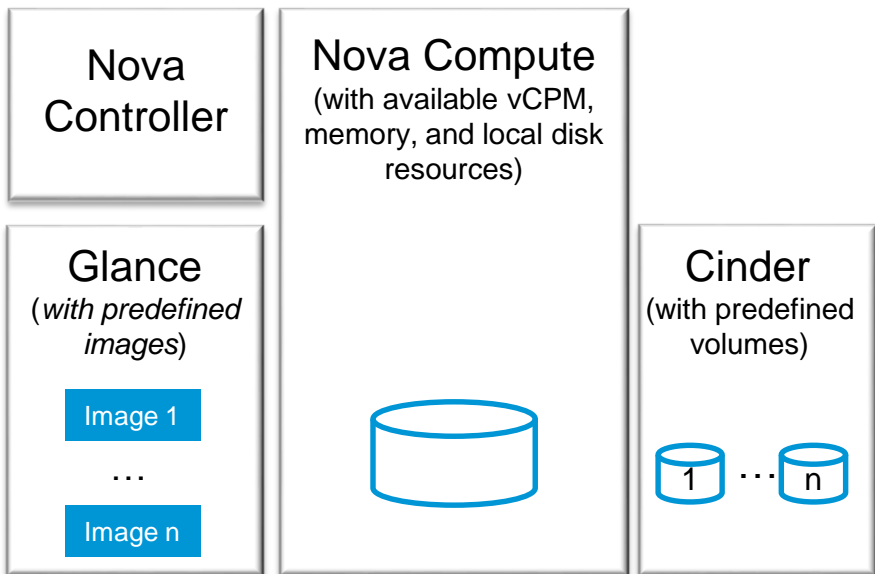 Nova
Controller
Nova Compute
(with available vCPM,
memory, and local disk
resources)
Glance
(with predefined
images)
Image 1
...
Image n
Cinder
(with predefined
volumes)
1 ... n